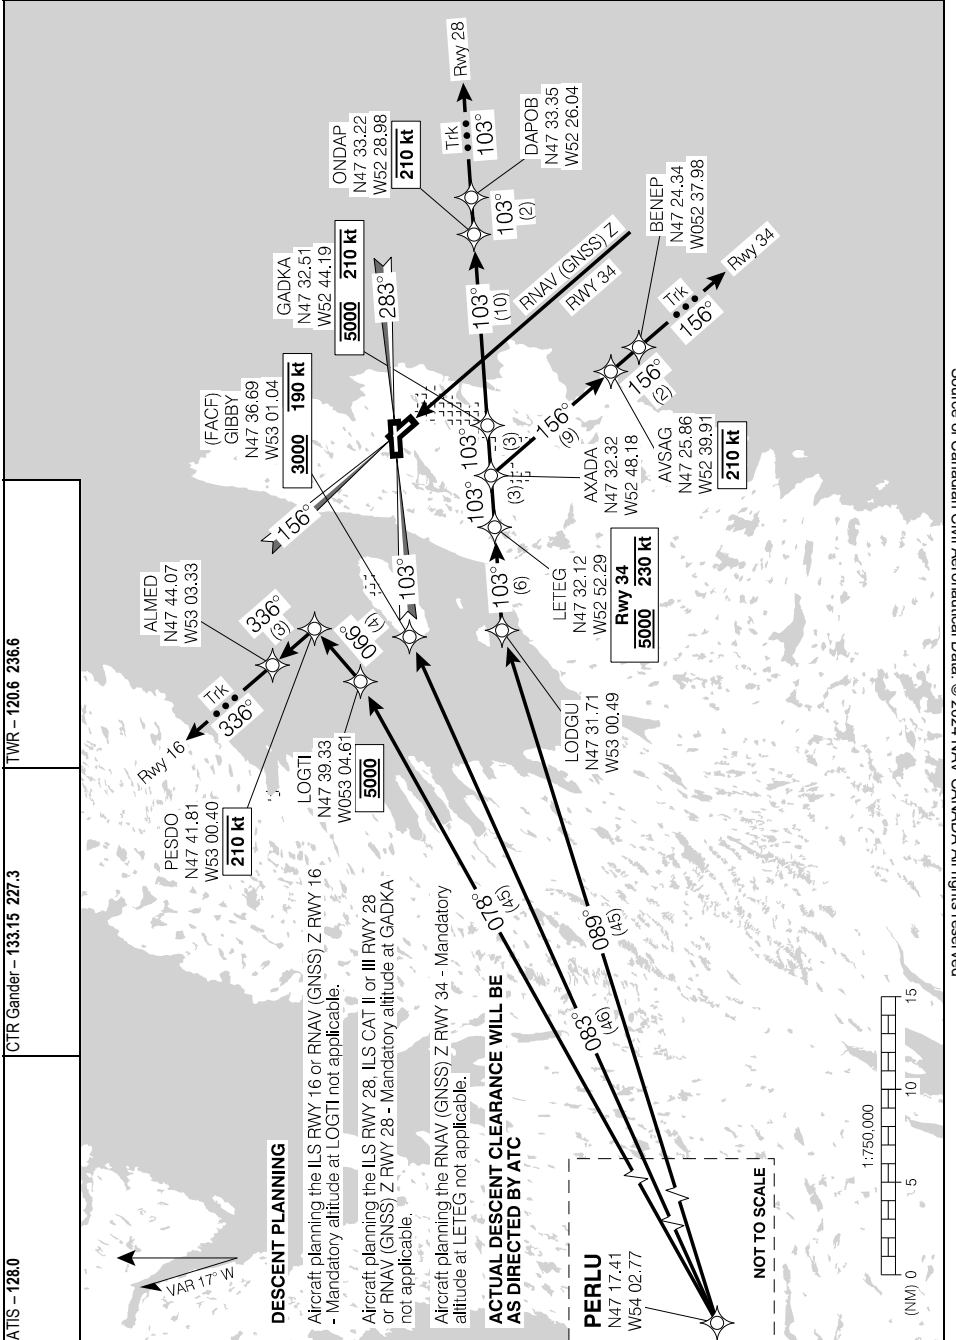 ATIS – 128.0
CTR Gander – 133.15 227.3
TWR – 120.6 236.6
VAR 17° W
DESCENT PLANNING
Aircraft planning the ILS RWY 16 or RNAV (GNSS) Z RWY 16
- Mandatory altitude at LOGTI not applicable.
Aircraft planning the ILS RWY 28, ILS CAT II or III RWY 28
or RNAV (GNSS) Z RWY 28 - Mandatory altitude at GADKA
not applicable.
Aircraft planning the RNAV (GNSS) Z RWY 34 - Mandatory
altitude at LETEG not applicable.
ACTUAL DESCENT CLEARANCE WILL BE
AS DIRECTED BY ATC
PERLU
N47 17.41
W54 02.77
NOT TO SCALE
1:750,000
(NM) 0
5
10
15
078°
(45)
083°
(46)
089°
(45)
PESDO
N47 41.81
W53 00.40
210 kt
LOGTI
N47 39.33
W053 04.61
5000
ALMED
N47 44.07
W53 03.33
Rwy 16
Trk
336°
336°
(3)
066°
(4)
(FACF)
GIBBY
N47 36.69
W53 01.04
3000 190 kt
156°
103°
GADKA
N47 32.51
W52 44.19
5000 210 kt
283°
LODGU
N47 31.71
W53 00.49
103°
(6)
LETEG
N47 32.12
W52 52.29
Rwy 34
5000 230 kt
103°
(3)
AXADA
N47 32.32
W52 48.18
103°
(3)
103°
(10)
ONDAP
N47 33.22
W52 28.98
210 kt
103°
(2)
DAPOB
N47 33.35
W52 26.04
Trk
103°
Rwy 28
RNAV (GNSS) Z
RWY 34
156°
(9)
AVSAG
N47 25.86
W52 39.91
210 kt
156°
(2)
BENEP
N47 24.34
W052 37.98
Trk
156°
Rwy 34